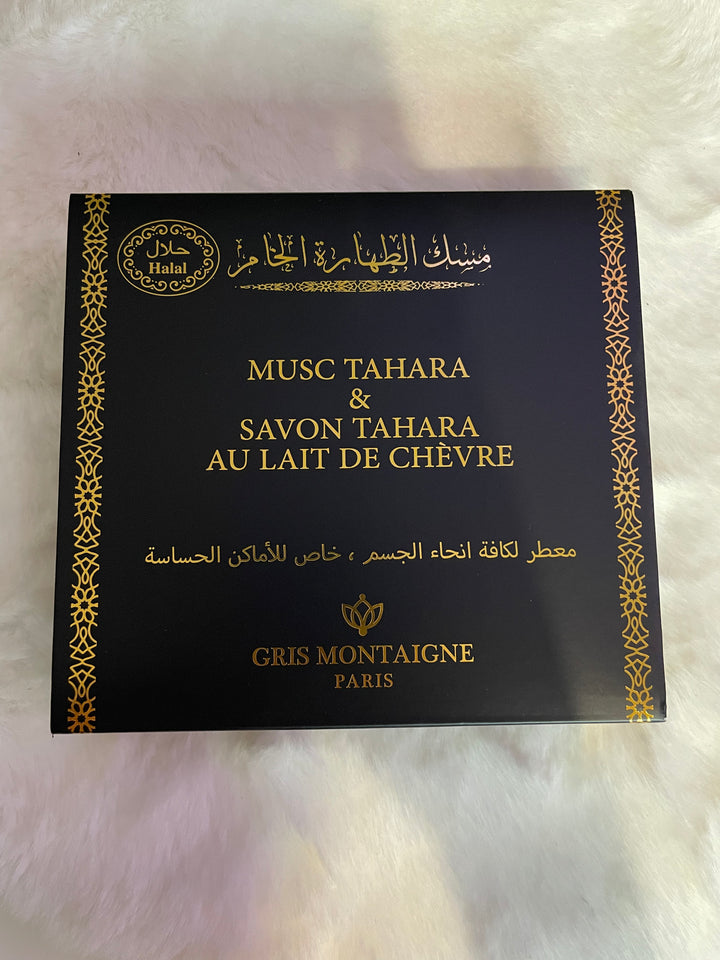 حلال
Halal
مسك الطهارة الخام
MUSC TAHARA
&
SAVON TAHARA
AU LAIT DE CHÈVRE
معطر لكافة انحاء الجسم ، خاص للأماكن الحساسة
GRIS MONTAIGNE
PARIS